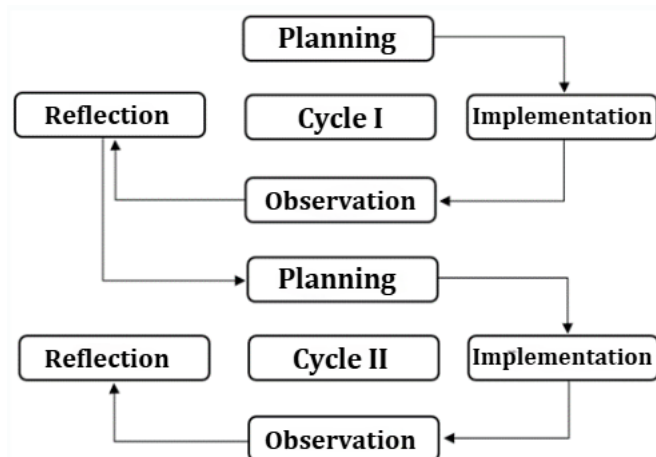 Planning
Reflection
Cycle I
Implementation
Observation
Planning
Reflection
Cycle II
Implementation
Observation